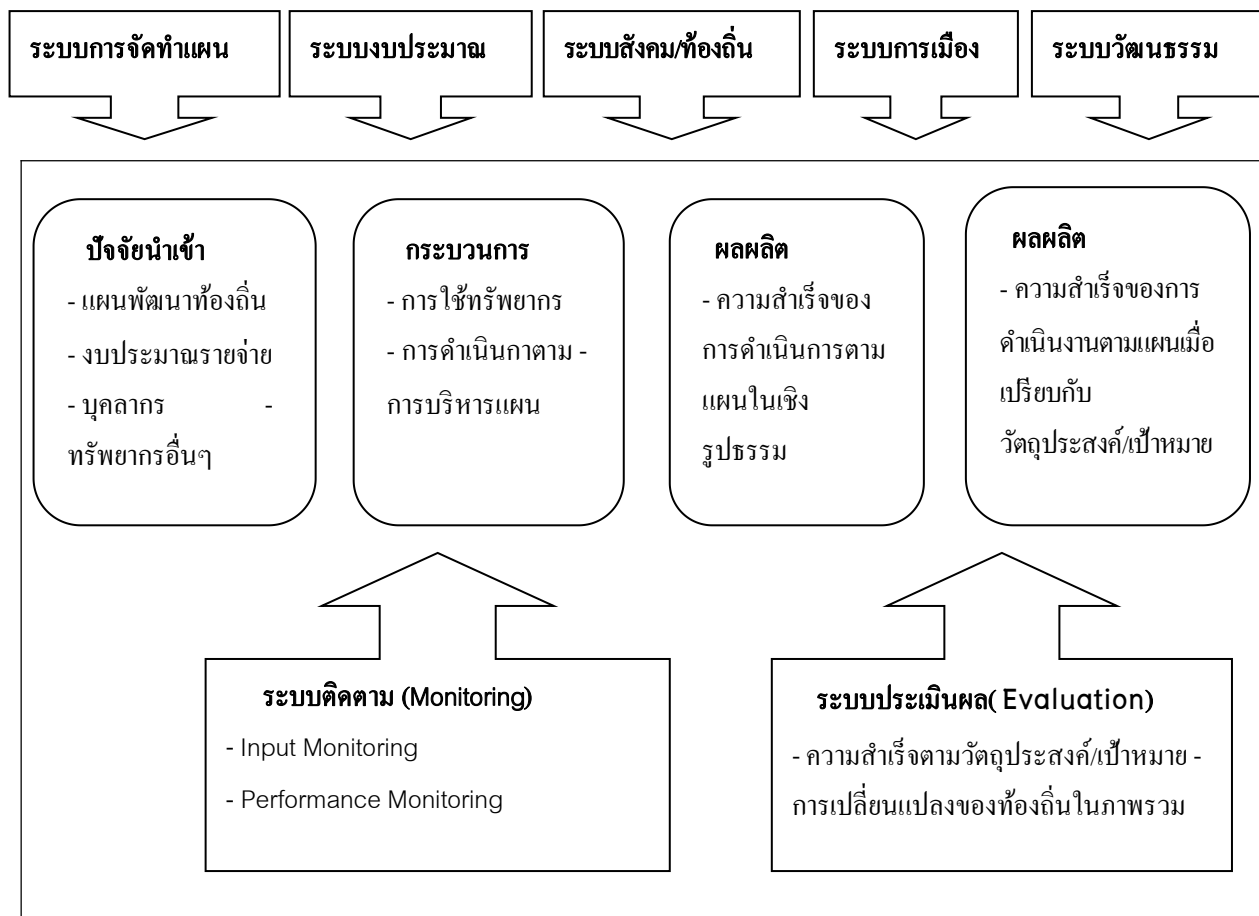 ระบบการจัดทำแผน
ระบบงบประมาณ
ระบบสังคม/ท้องถิ่น
ระบบการเมือง
ระบบวัฒนธรรม
ปัจจัยนำเข้า
- แผนพัฒนาท้องถิ่น
- งบประมาณรายจ่าย
- บุคลากร -
ทรัพยากรอื่นๆ
กระบวนการ
- การใช้ทรัพยากร
- การดำเนินกาตาม -
การบริหารแผน
ผลผลิต
- ความสำเร็จของ
การดำเนินการตาม
แผนในเชิง
รูปธรรม
ผลผลิต
- ความสำเร็จของการ
ดำเนินงานตามแผนเมื่อ
เปรียบกับ
วัตถุประสงค์/เป้าหมาย
ระบบติดตาม (Monitoring)
- Input Monitoring
- Performance Monitoring
ระบบประเมินผล( Evaluation)
- ความสำเร็จตามวัตถุประสงค์/เป้าหมาย -
การเปลี่ยนแปลงของท้องถิ่นในภาพรวม